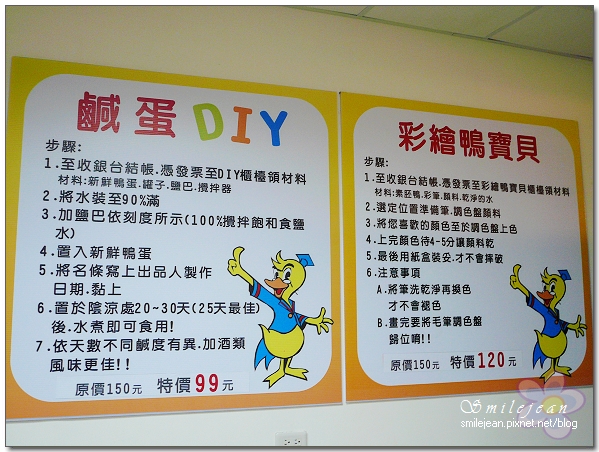 鹹蛋DIY
步驟:
1.至收銀台結帳.憑發票至DIY櫃檯領材料
材料:新鮮鴨蛋.罐子.鹽巴.攪拌器
2.將水裝至90%滿
3.加鹽巴依刻度所示(100%攪拌飽和食鹽
水)
4.置入新鮮鴨蛋
5.將名條寫上出品人製作
日期.黏上
6.置於陰涼處20~30天(25天最佳)
後.水煮即可食用!
7.依天數不同鹹度有異.加酒類
風味更佳!!
原價150元 特價99元
彩繪鴨寶貝
步驟:
1.至收銀台結帳.憑發票至彩繪鴨寶貝櫃檯領材料
材料:素胚鴨.彩筆.顏料.乾淨的水
2.選定位置準備筆.調色盤顏料
3.將您喜歡的顏色至於調色盤上色
4.上完顏色待4-5分讓顏料乾
5.最後用紙盒裝妥.才不會摔破
6.注意事項
A.將筆洗乾淨再換色
才不會褪色
B.畫完要將毛筆調色盤
歸位唷!!
原價150元 特價120元
Smilejean
smilejean.pixnet.net/blog